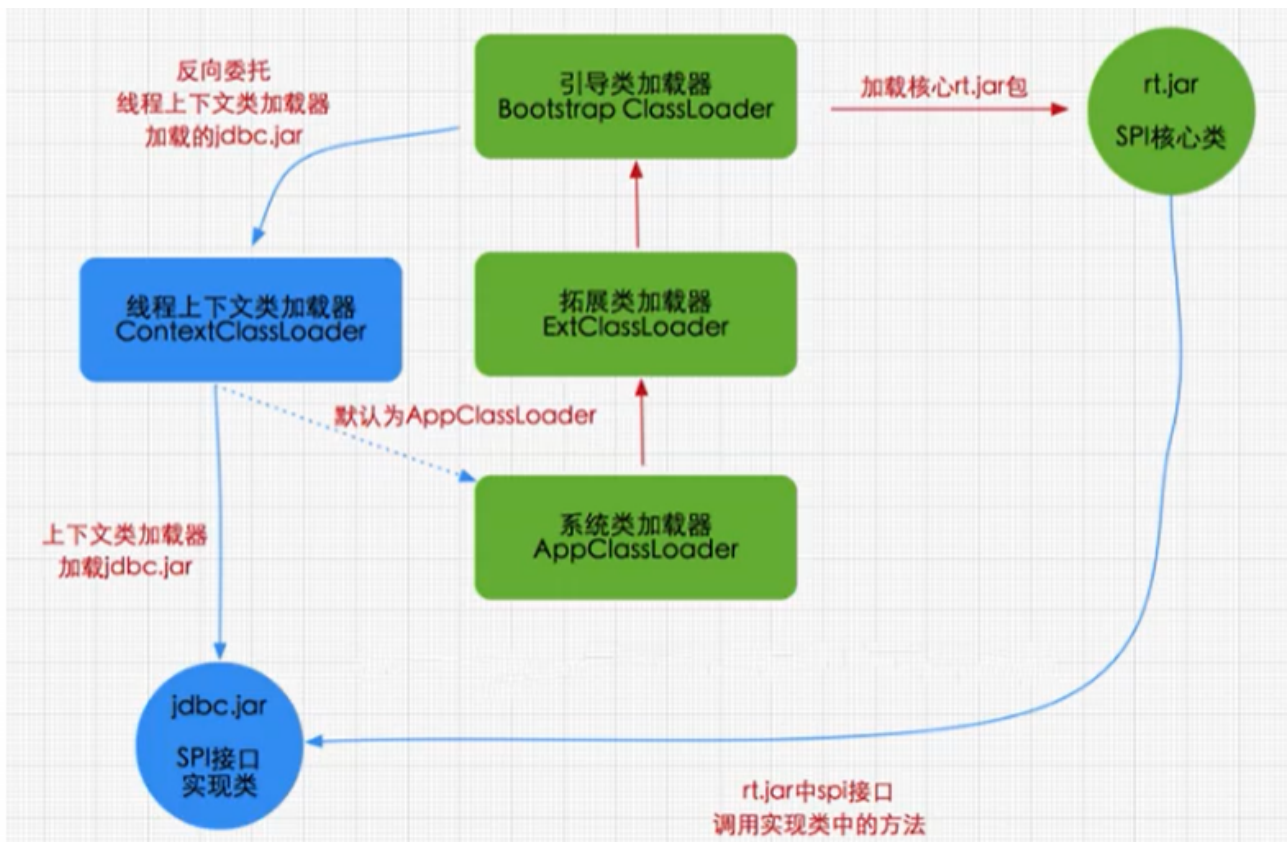 反向委托
线程上下文类加载器
加载的jdbc.jar
引导类加载器
Bootstrap ClassLoader
加载核心rt.jar包
rt.jar
SPI核心类
线程上下文类加载器
ContextClassLoader
拓展类加载器
ExtClassLoader
默认为AppClassLoader
系统类加载器
AppClassLoader
上下文类加载器
加载jdbc.jar
jdbc.jar
SPI接口
实现类
rt.jar中spi接口
调用实现类中的方法